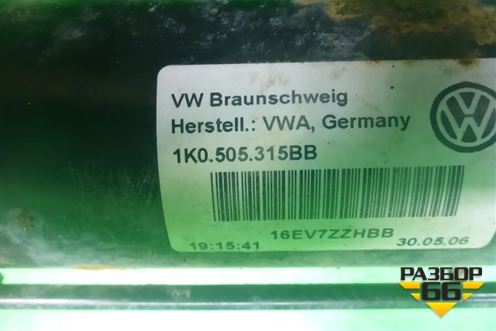 VW Braunschweig
Herstell.: VWA, Germany
1K0.505.315BB
16EV7ZZHBB
19:15:41
30.05.06
РАЗБОР
66